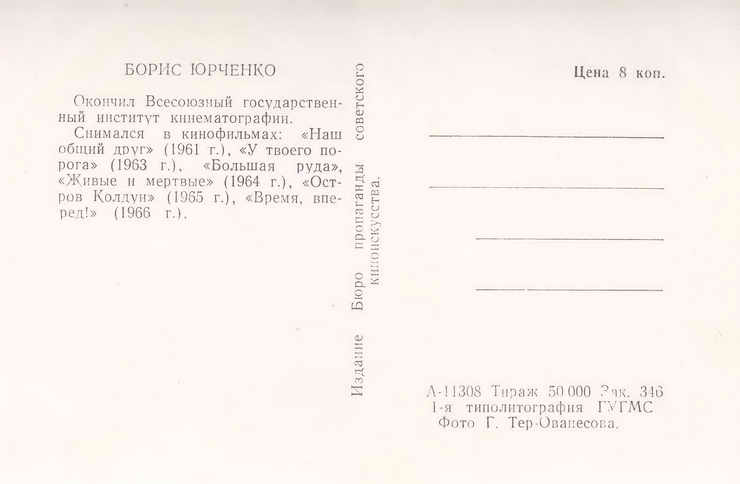 БОРИС ЮРЧЕНКО
Окончил Всесоюзный государствен-
ный институт кинематографии.
Снимался в кинофильмах: «Наш
общий друг» (1961 г.), «У твоего по-
рога» (1963 г.), «Большая руда»,
«Живые и мертвые» (1964 г.), «Ост-
ров Колдун» (1965 г.), «Время, впе-
ред!» (1966 г.).
Издание Бюро пропаганды советского
киноискусства.
Цена 8 коп.
А-11308 Тираж 50 000 Зак. 346
1-я типолитография ГУГМС
Фото Г. Тер-Ованесова.